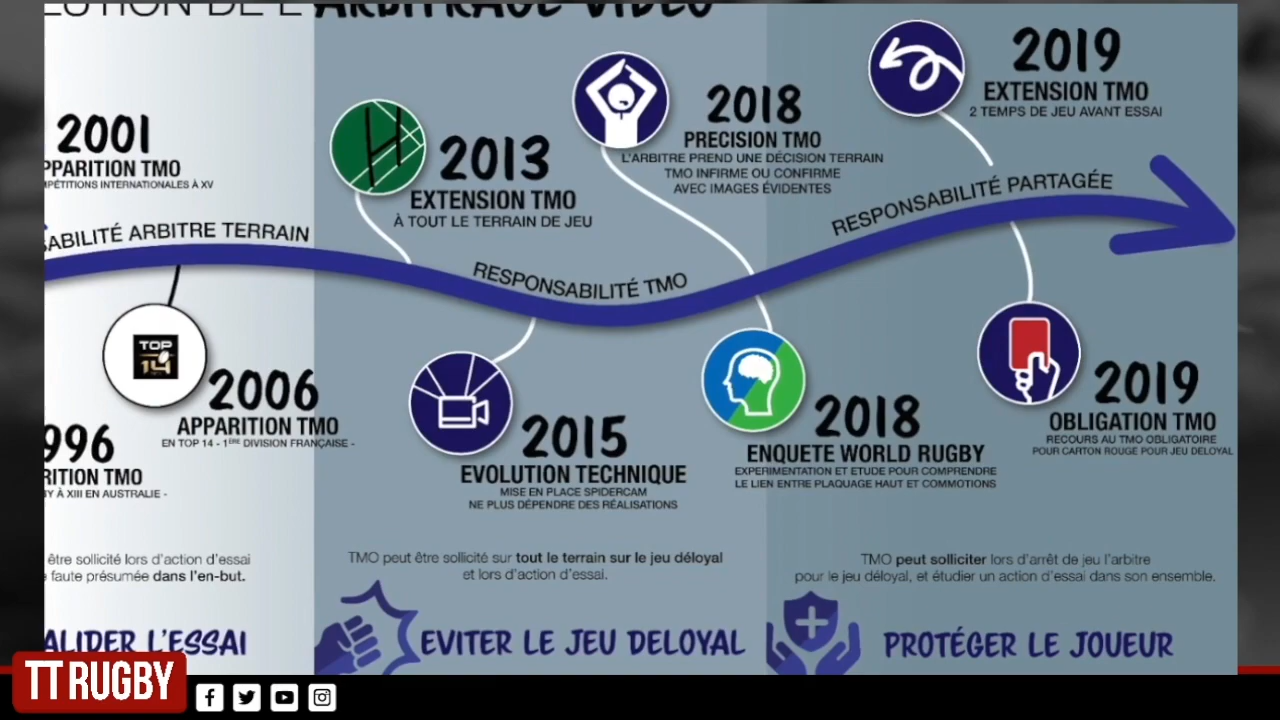 ARBITRAGE VIDÉO
2001
PPARITION TMO
MPÉTITIONS INTERNATIONALES À XV
2013
EXTENSION TMO
À TOUT LE TERRAIN DE JEU
2018
PRECISION TMO
L'ARBITRE PREND UNE DÉCISION TERRAIN
TMO INFIRME OU CONFIRME
AVEC IMAGES ÉVIDENTES
2019
EXTENSION TMO
2 TEMPS DE JEU AVANT ESSAI
SABILITÉ ARBITRE TERRAIN
RESPONSABILITÉ TMO
RESPONSABILITÉ PARTAGÉE
TOP
14
2006
APPARITION TMO
EN TOP 14 - 1ERE DIVISION FRANÇAISE -
996
RITION TMO
Y À XIII EN AUSTRALIE -
2015
EVOLUTION TECHNIQUE
MISE EN PLACE SPIDERCAM
NE PLUS DÉPENDRE DES RÉALISATIONS
2018
ENQUETE WORLD RUGBY
EXPERIMENTATION ET ETUDE POUR COMPRENDRE
LE LIEN ENTRE PLAQUAGE HAUT ET COMMOTIONS
2019
OBLIGATION TMO
RECOURS AU TMO OBLIGATOIRE
POUR CARTON ROUGE POUR JEU DELOYAL
être sollicité lors d'action d'essai
faute présumée dans l'en-but.
TMO peut être sollicité sur tout le terrain sur le jeu déloyal
et lors d'action d'essai.
TMO peut solliciter lors d'arrêt de jeu l'arbitre
pour le jeu déloyal, et étudier un action d'essai dans son ensemble.
ALIDER L'ESSAI
EVITER LE JEU DELOYAL
PROTÉGER LE JOUEUR
TT RUGBY